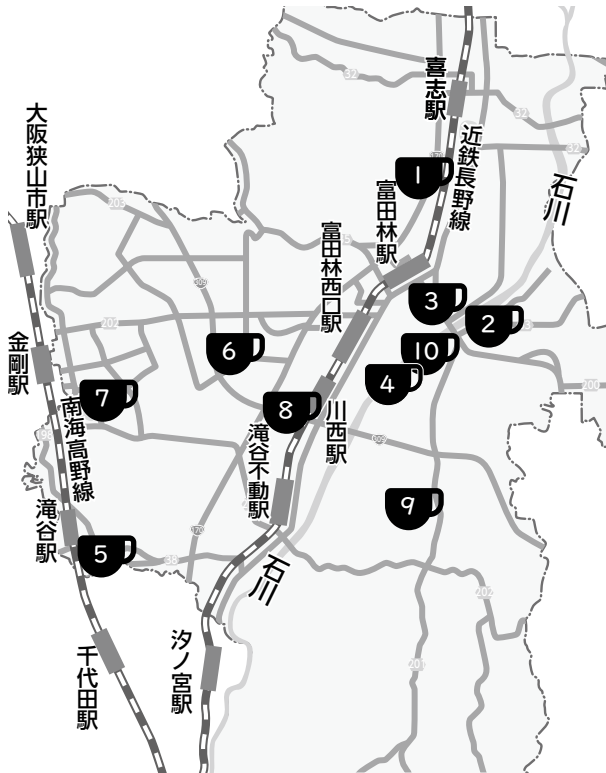 32
喜志駅
32
32
近鉄長野線
170
1
石川
大阪狭山市駅
203
富田林駅
富田林西口駅
309
3
2
202
10
6
金剛駅
4
7
200
8
南海高野線
川西駅
滝谷不動駅
309
9
滝谷駅
170
5
38
石川
202
汐ノ宮駅
千代田駅
201